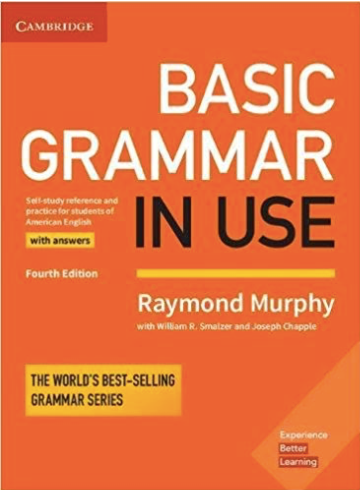 CAMBRIDGE
BASIC
GRAMMAR
IN USE
Self-study reference and
practice for students of
American English
with answers
Fourth Edition
Raymond Murphy
with William R. Smalzer and Joseph Chapple
THE WORLD'S BEST-SELLING
GRAMMAR SERIES
Experience
Better
Learning